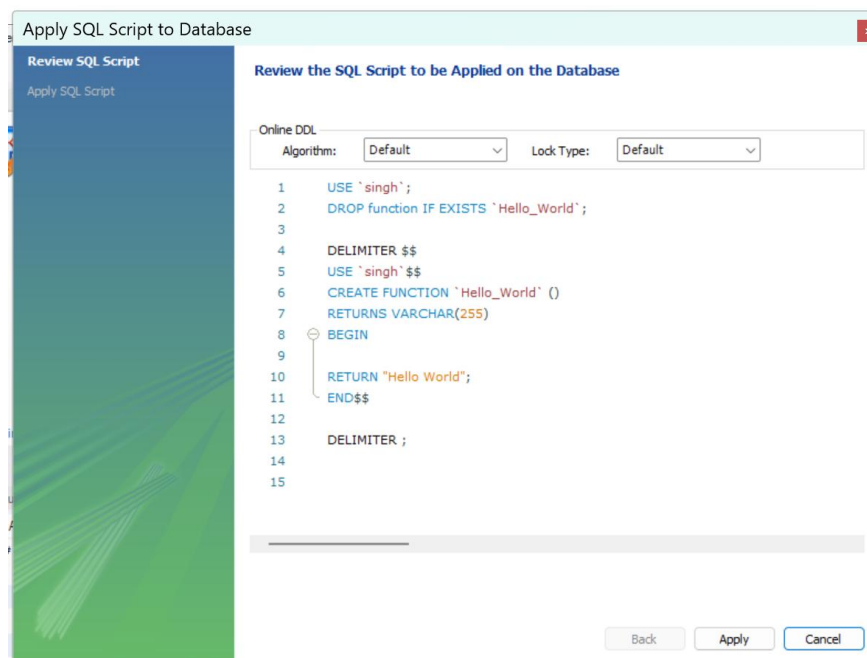 Apply SQL Script to Database
Review SQL Script
Apply SQL Script
Review the SQL Script to be Applied on the Database
Online DDL
Algorithm: Default Lock Type: Default
1 USE `singh`;
2 DROP function IF EXISTS `Hello_World`;
3
4 DELIMITER $$
5 USE `singh`$$
6 CREATE FUNCTION `Hello_World` ()
7 RETURNS VARCHAR(255)
8 BEGIN
9
10 RETURN "Hello World";
11 END$$
12
13 DELIMITER ;
14
15
Back Apply Cancel